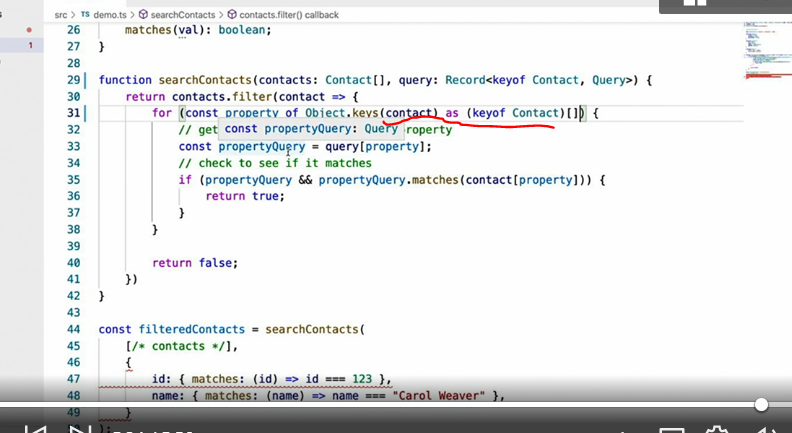 src > TS demo.ts > searchContacts > contacts.filter() callback
1
26 matches(val): boolean;
27 }
28
29 function searchContacts(contacts: Contact[], query: Record<keyof Contact, Query>) {
30 return contacts.filter(contact => {
31 for (const property of Object.keys(contact) as (keyof Contact)[]) {
const propertyQuery: Query
32 // get roperty
33 const propertyQuery = query[property];
34 // check to see if it matches
35 if (propertyQuery && propertyQuery.matches(contact[property])) {
36 return true;
37 }
38 }
39
40 return false;
41 })
42 }
43
44 const filteredContacts = searchContacts(
45 [/* contacts */],
46 {
47 id: { matches: (id) => id === 123 },
48 name: { matches: (name) => name === "Carol Weaver" },
49 }
);